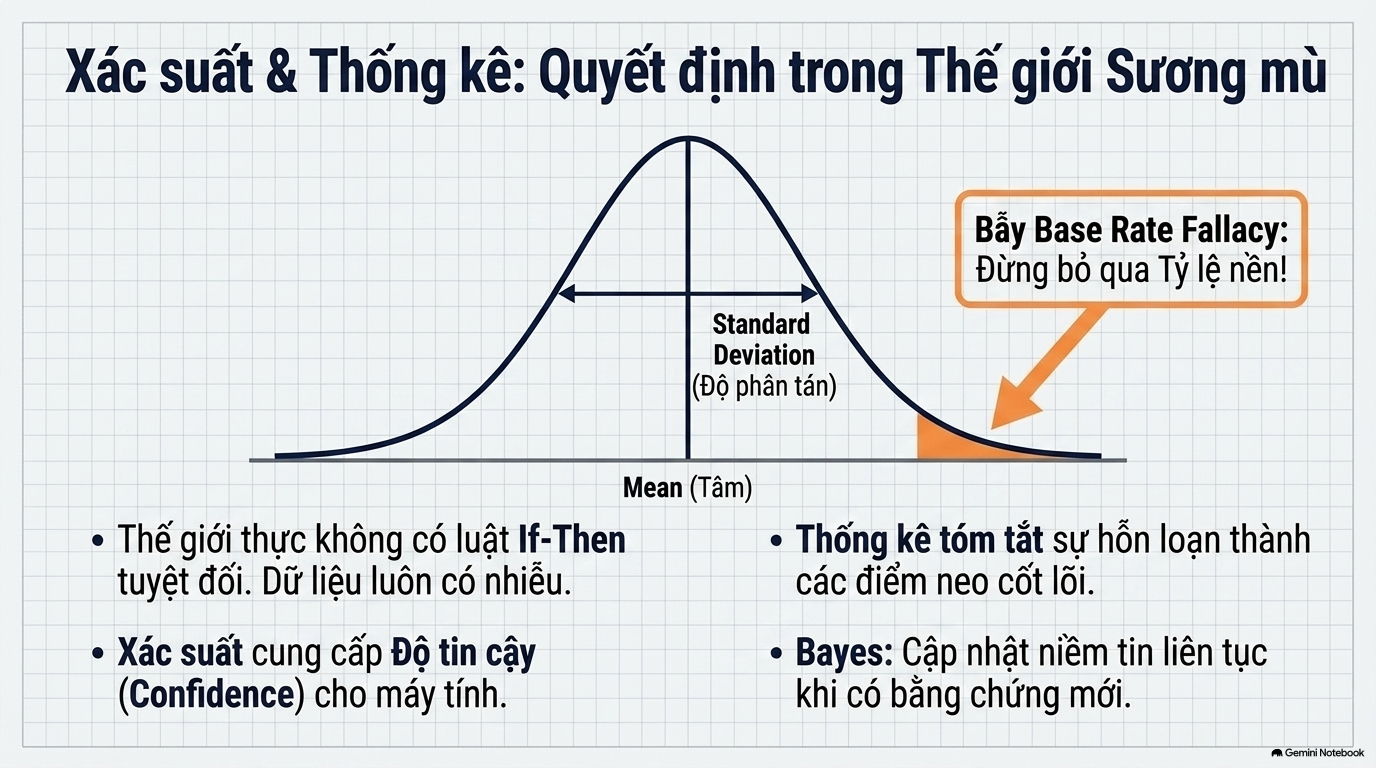 Xác suất & Thống kê: Quyết định trong Thế giới Sương mù
Bẫy Base Rate Fallacy:
Đừng bỏ qua Tỷ lệ nền!
Standard
Deviation
(Độ phân tán)
Mean (Tâm)
• Thế giới thực không có luật If-Then
tuyệt đối. Dữ liệu luôn có nhiễu.
• Xác suất cung cấp Độ tin cậy
(Confidence) cho máy tính.
• Thống kê tóm tắt sự hỗn loạn thành
các điểm neo cốt lõi.
• Bayes: Cập nhật niềm tin liên tục
khi có bằng chứng mới.
Gemini Notebook